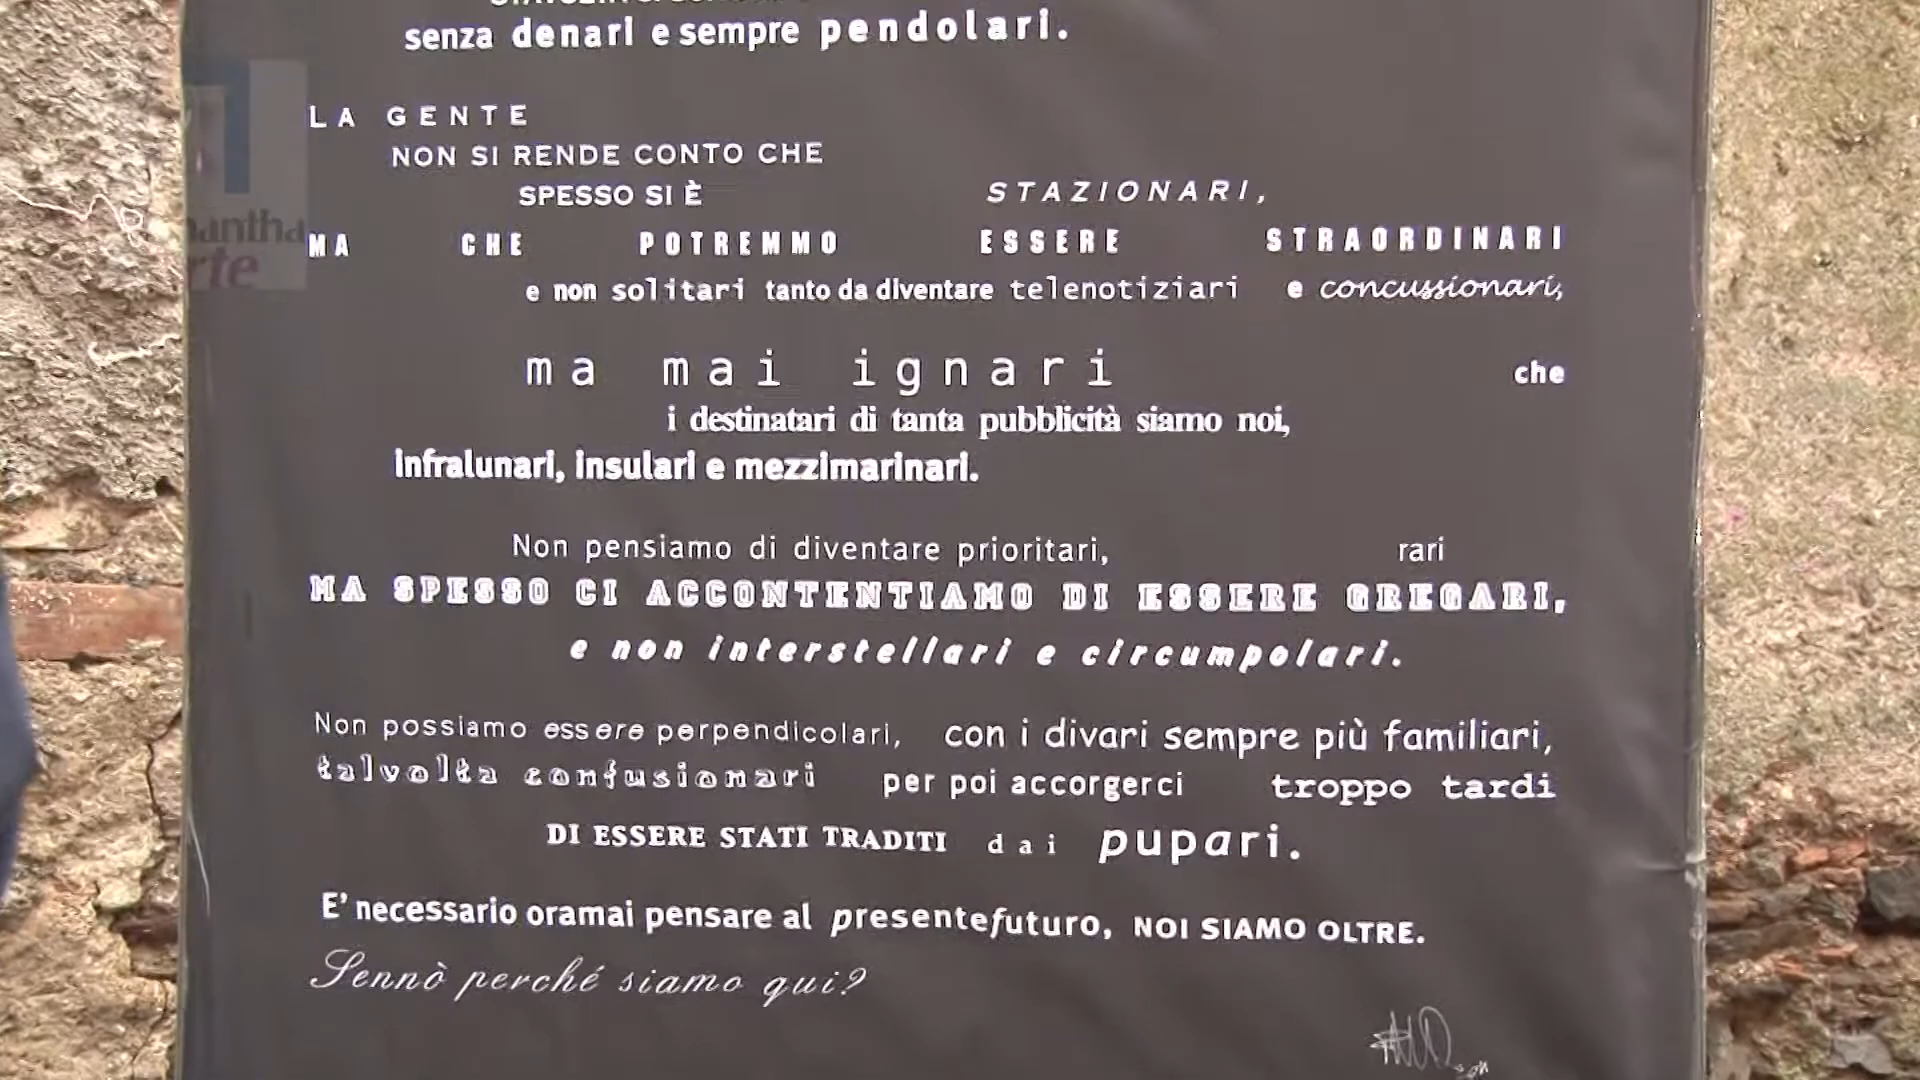 senza denari e sempre pendolari.
LA GENTE
NON SI RENDE CONTO CHE
SPESSO SI È STAZIONARI,
MA CHE POTREMMO ESSERE STRAORDINARI
e non solitari tanto da diventare telenotiziari e concussionari,
ma mai ignari che
i destinatari di tanta pubblicità siamo noi,
infralunari, insulari e mezzimarinari.
Non pensiamo di diventare prioritari, rari
MA SPESSO CI ACCONTENTIAMO DI ESSERE GREGARI,
e non interstellari e circumpolari.
Non possiamo essere perpendicolari, con i divari sempre più familiari,
talvolta confusionari per poi accorgerci troppo tardi
DI ESSERE STATI TRADITI dai pupari.
E' necessario oramai pensare al presentefuturo, NOI SIAMO OLTRE.
Sennò perché siamo qui?